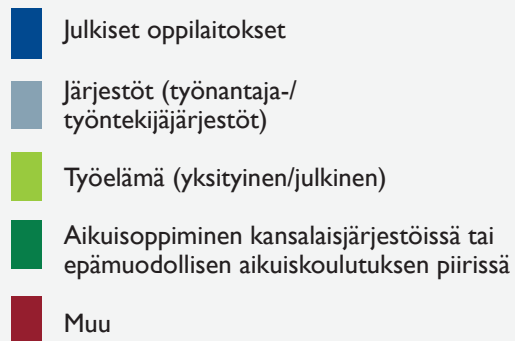 Julkiset oppilaitokset
Järjestöt (työnantaja-/
työntekijäjärjestöt)
Työelämä (yksityinen/julkinen)
Aikuisoppiminen kansalaisjärjestöissä tai
epämuodollisen aikuiskoulutuksen piirissä
Muu